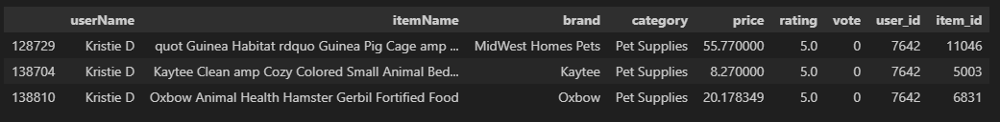 userName itemName brand category price rating vote user_id item_id
128729 Kristie D quot Guinea Habitat rdquo Guinea Pig Cage amp ... MidWest Homes Pets Pet Supplies 55.770000 5.0 0 7642 11046
138704 Kristie D Kaytee Clean amp Cozy Colored Small Animal Bed... Kaytee Pet Supplies 8.270000 5.0 0 7642 5003
138810 Kristie D Oxbow Animal Health Hamster Gerbil Fortified Food Oxbow Pet Supplies 20.178349 5.0 0 7642 6831